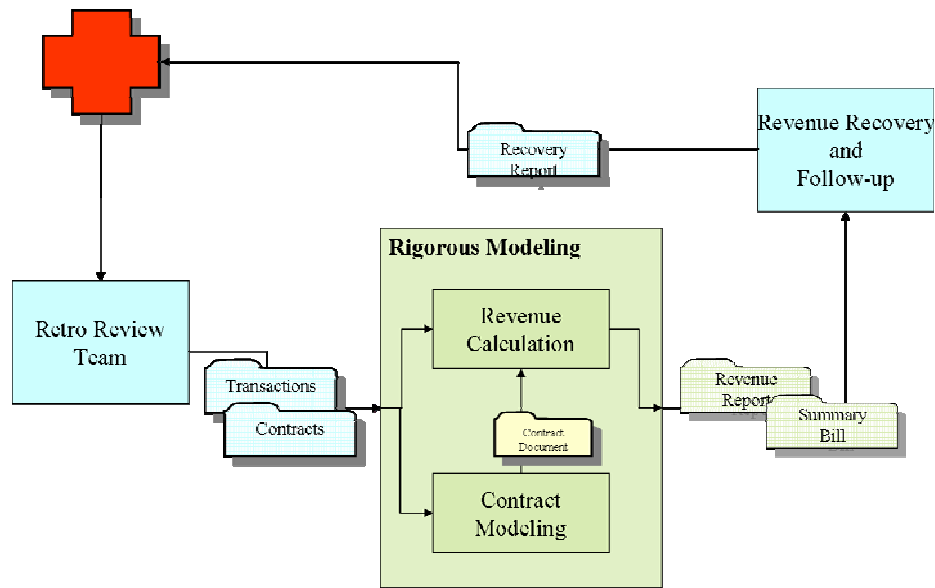 Revenue Recovery
and
Follow-up
Recovery
Report
Rigorous Modeling
Retro Review
Team
Revenue
Calculation
Transactions
Contracts
Contract
Document
Contract
Modeling
Revenue
Report
Summary
Bill